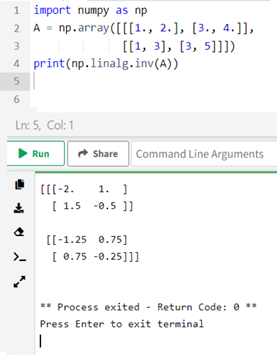 1 import numpy as np
2 A = np.array([[[1., 2.], [3., 4.]],
3 [[1, 3], [3, 5]]])
4 print(np.linalg.inv(A))
5
6
Ln: 5, Col: 1
Run Share Command Line Arguments
[[[-2. 1. ]
[ 1.5 -0.5 ]]
[[-1.25 0.75]
[ 0.75 -0.25]]]
** Process exited - Return Code: 0 **
Press Enter to exit terminal